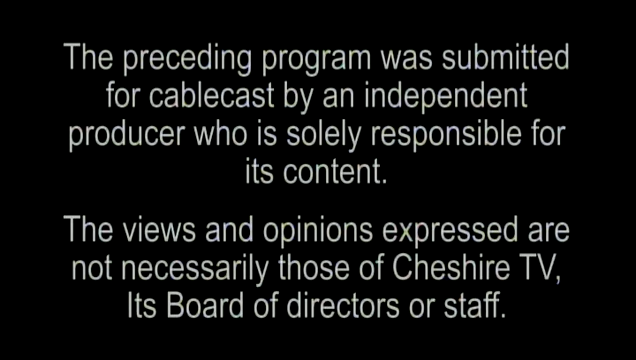 The preceding program was submitted
for cablecast by an independent
producer who is solely responsible for
its content.
The views and opinions expressed are
not necessarily those of Cheshire TV,
Its Board of directors or staff.